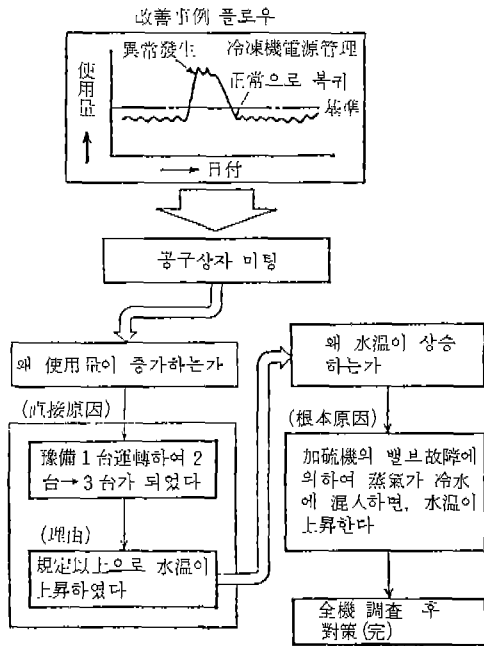 改善事例 플로우
異常發生 冷凍機電源管理
正常으로 복귀
使用量
基準
日付
공구상자 미팅
왜 使用量이 증가하는가
왜 水温이 상승
하는가
(直接原因)
豫備1台運轉하여 2
台→3台가 되었다
(理由)
規定以上으로 水温이
上昇하였다
(根本原因)
加硫機의 밸브故障에
의하여 蒸氣가 冷水
에 混入하면, 水温이
上昇한다
全機 調査 후
對策(完)